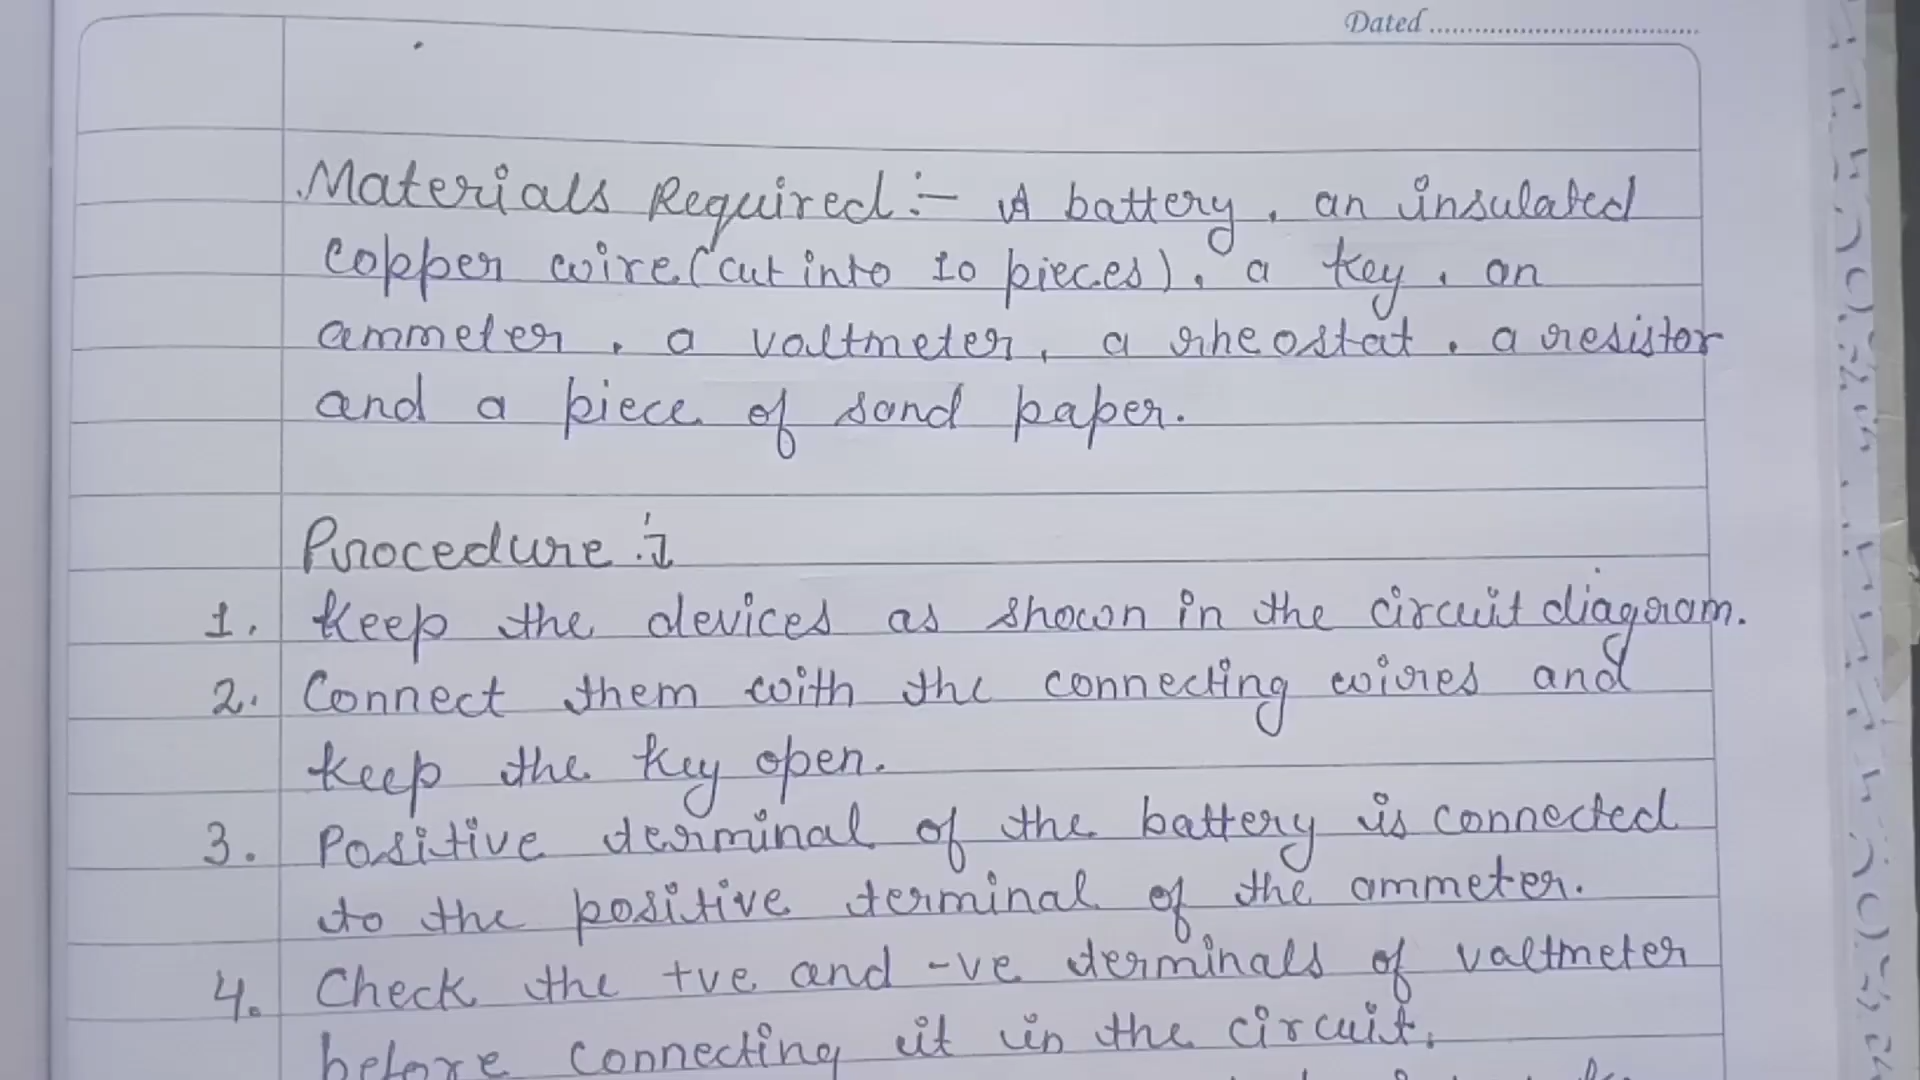 Dated
Materials Required :- A battery, an insulated
copper wire (cut into 10 pieces), a key, an
ammeter, a voltmeter, a rheostat, a resistor
and a piece of sand paper.
Procedure :
1. Keep the devices as shown in the circuit diagram.
2. Connect them with the connecting wires and
keep the key open.
3. Positive terminal of the battery is connected
to the positive terminal of the ammeter.
4. Check the +ve and -ve terminals of voltmeter
before connecting it in the circuit.